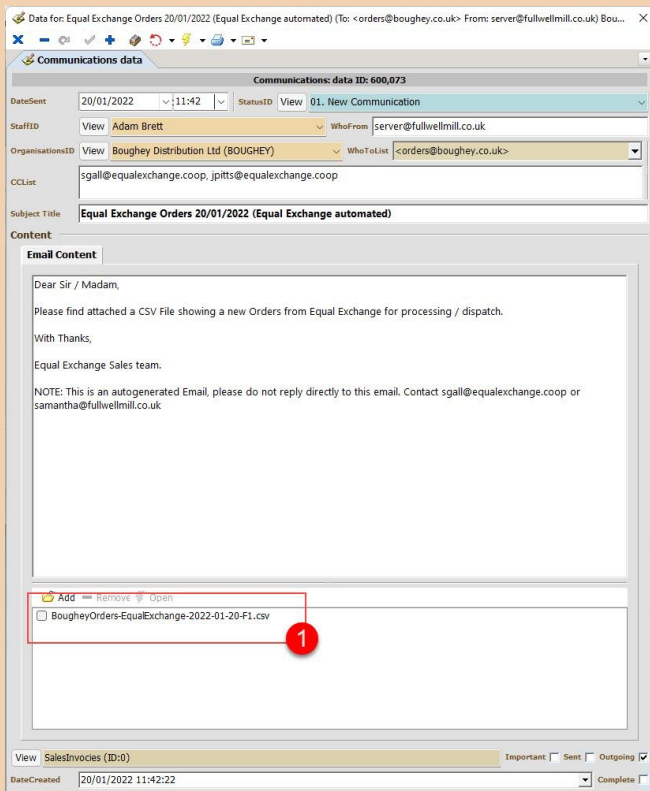 Data for: Equal Exchange Orders 20/01/2022 (Equal Exchange automated) (To: <orders@boughey.co.uk> From: server@fullwellmill.co.uk) Bou...
Communications data
Communications: data ID: 600,073
DateSent 20/01/2022 11:42 StatusID View 01. New Communication
StaffID View Adam Brett WhoFrom server@fullwellmill.co.uk
OrganisationsID View Boughey Distribution Ltd (BOUGHEY) WhoToList <orders@boughey.co.uk>
CCList sgall@equalexchange.coop, jpitts@equalexchange.coop
Subject Title Equal Exchange Orders 20/01/2022 (Equal Exchange automated)
Content
Email Content
Dear Sir / Madam,
Please find attached a CSV File showing a new Orders from Equal Exchange for processing / dispatch.
With Thanks,
Equal Exchange Sales team.
NOTE: This is an autogenerated Email, please do not reply directly to this email. Contact sgall@equalexchange.coop or
samantha@fullwellmill.co.uk
Add Remove Open
BougheyOrders-EqualExchange-2022-01-20-F1.csv
1
View SalesInvocies (ID:0) Important Sent Outgoing
DateCreated 20/01/2022 11:42:22 Complete